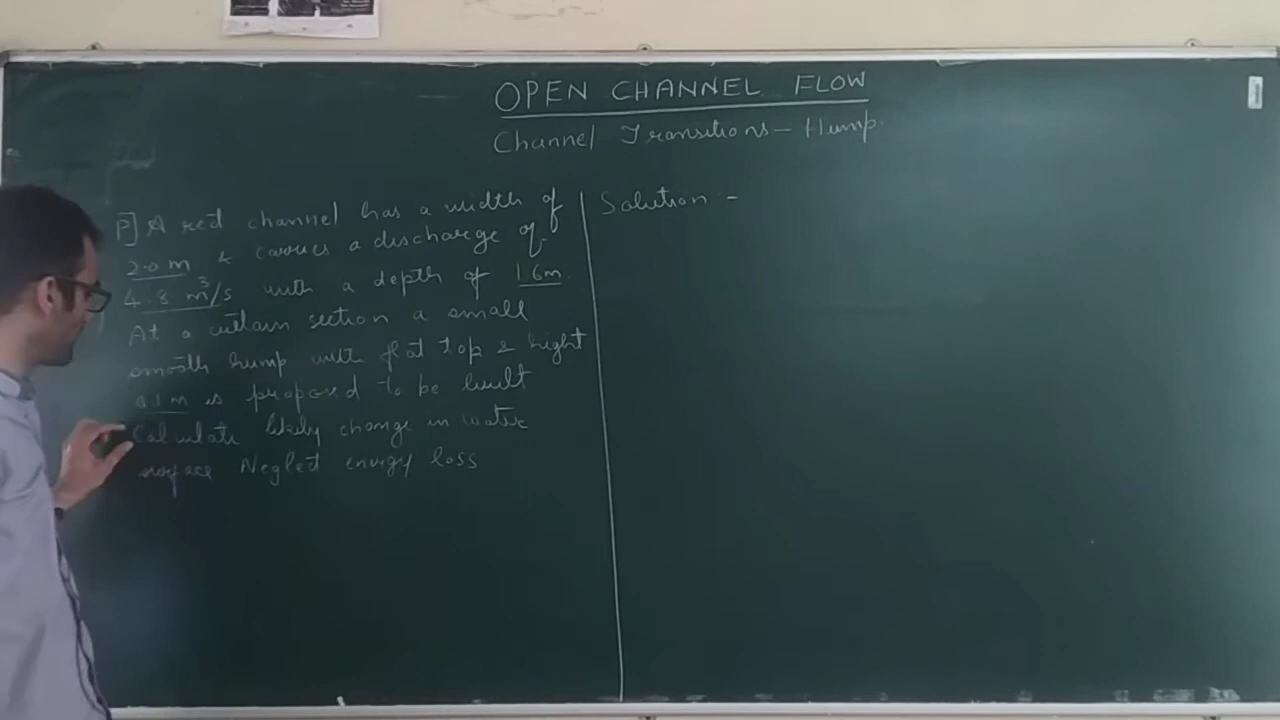 OPEN CHANNEL FLOW
Channel Transitions - Hump
P] A rect channel has a width of
2.0 m & carries a discharge of
4.8 m³/s with a depth of 1.6m.
At a certain section a small
smooth hump with flat top & hight
0.1 m is proposed to be built
Calculate likely change in water
surface Neglect energy loss
Solution :-